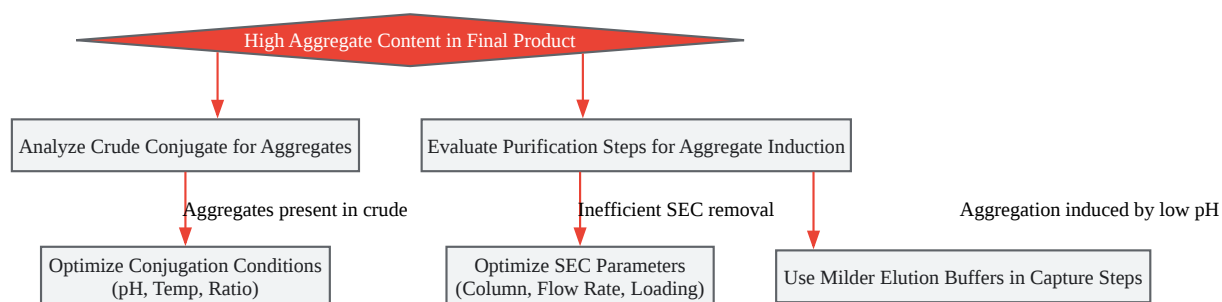 High Aggregate Content in Final Product
Analyze Crude Conjugate for Aggregates
Evaluate Purification Steps for Aggregate Induction
Aggregates present in crude
Inefficient SEC removal
Aggregation induced by low pH
Optimize Conjugation Conditions
(pH, Temp, Ratio)
Optimize SEC Parameters
(Column, Flow Rate, Loading)
Use Milder Elution Buffers in Capture Steps